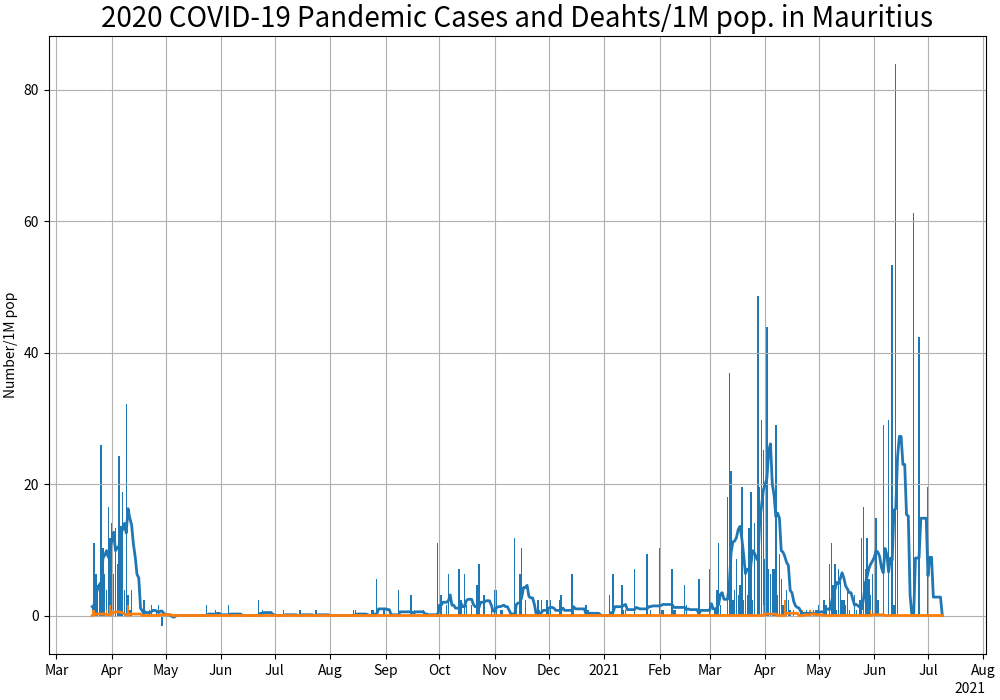 2020 COVID-19 Pandemic Cases and Deahts/1M pop. in Mauritius
Number/1M pop
80
60
40
20
0
Mar Apr May Jun Jul Aug Sep Oct Nov Dec 2021 Feb Mar Apr May Jun Jul Aug
2021